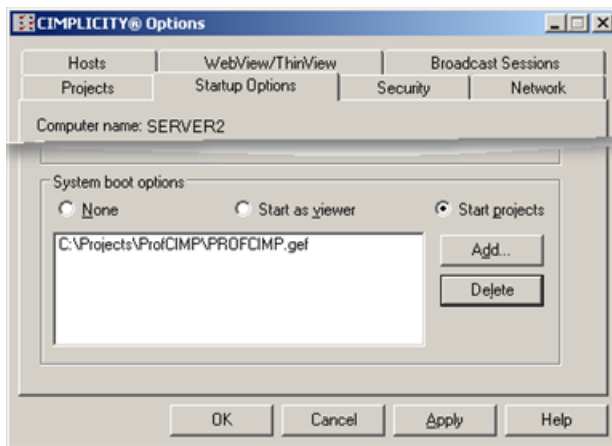 CIMPLICITY® Options
Hosts WebView/ThinView Broadcast Sessions
Projects Startup Options Security Network
Computer name: SERVER2
System boot options
None Start as viewer Start projects
C:\Projects\ProfCIMP\PROFCIMP.gef
Add...
Delete
OK Cancel Apply Help